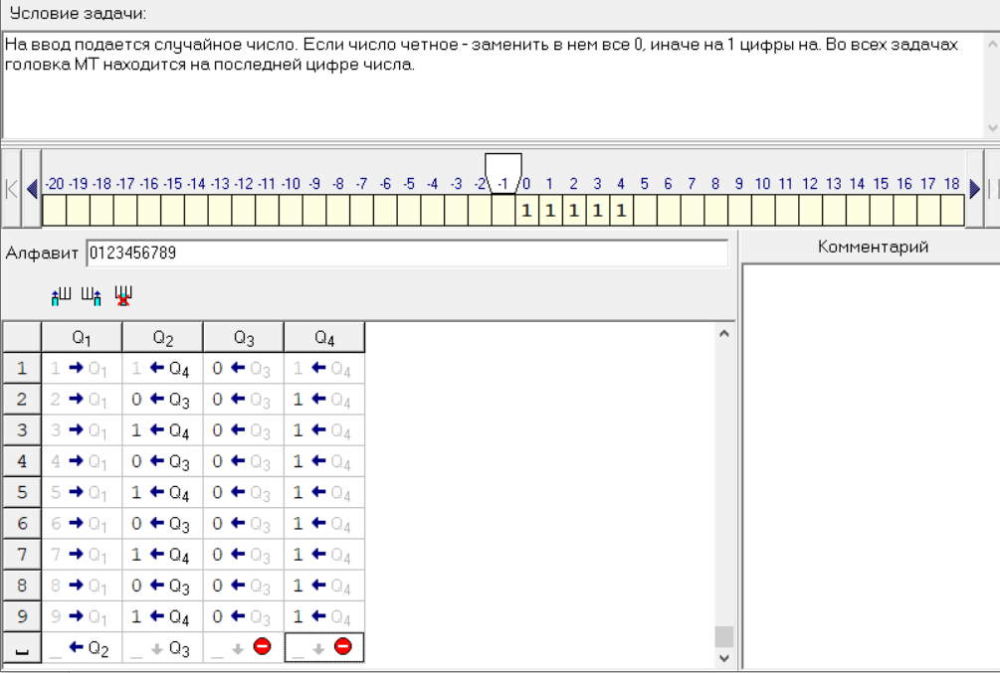 Условие задачи:
На ввод подается случайное число. Если число четное - заменить в нем все 0, иначе на 1 цифры на. Во всех задачах
головка МТ находится на последней цифре числа.
-20 -19 -18 -17 -16 -15 -14 -13 -12 -11 -10 -9 -8 -7 -6 -5 -4 -3 -2 -1 0 1 2 3 4 5 6 7 8 9 10 11 12 13 14 15 16 17 18
1 1 1 1 1
Алфавит 0123456789
Комментарий
Q1 Q2 Q3 Q4
1 1 → Q1 1 ← Q4 0 ← Q3 1 ← Q4
2 2 → Q1 0 ← Q3 0 ← Q3 1 ← Q4
3 3 → Q1 1 ← Q4 0 ← Q3 1 ← Q4
4 4 → Q1 0 ← Q3 0 ← Q3 1 ← Q4
5 5 → Q1 1 ← Q4 0 ← Q3 1 ← Q4
6 6 → Q1 0 ← Q3 0 ← Q3 1 ← Q4
7 7 → Q1 1 ← Q4 0 ← Q3 1 ← Q4
8 8 → Q1 0 ← Q3 0 ← Q3 1 ← Q4
9 9 → Q1 1 ← Q4 0 ← Q3 1 ← Q4
_ ← Q2 _ ↓ Q3 _ ↓ _ ↓